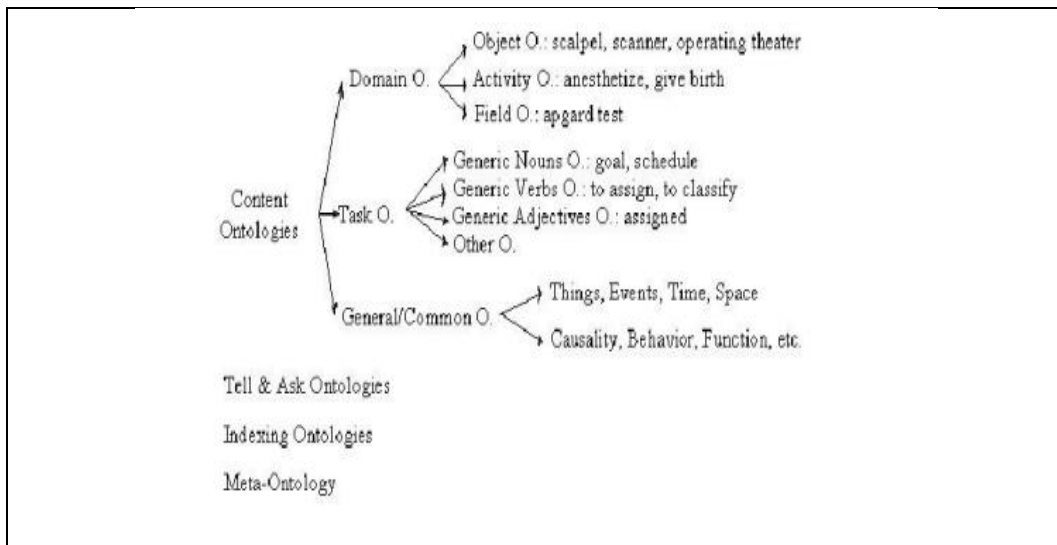 Object O.: scalpel, scanner, operating theater
Domain O.
Activity O.: anesthetize, give birth
Field O.: apgard test
Generic Nouns O.: goal, schedule
Generic Verbs O.: to assign, to classify
Content
Ontologies
Task O.
Generic Adjectives O.: assigned
Other O.
General/Common O.
Things, Events, Time, Space
Causality, Behavior, Function, etc.
Tell & Ask Ontologies
Indexing Ontologies
Meta-Ontology